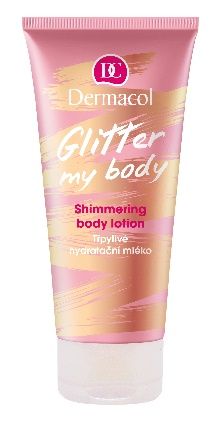 DC
Dermacol
Glitter
my body
Shimmering
body lotion
Třpytivé
hydratační mléko